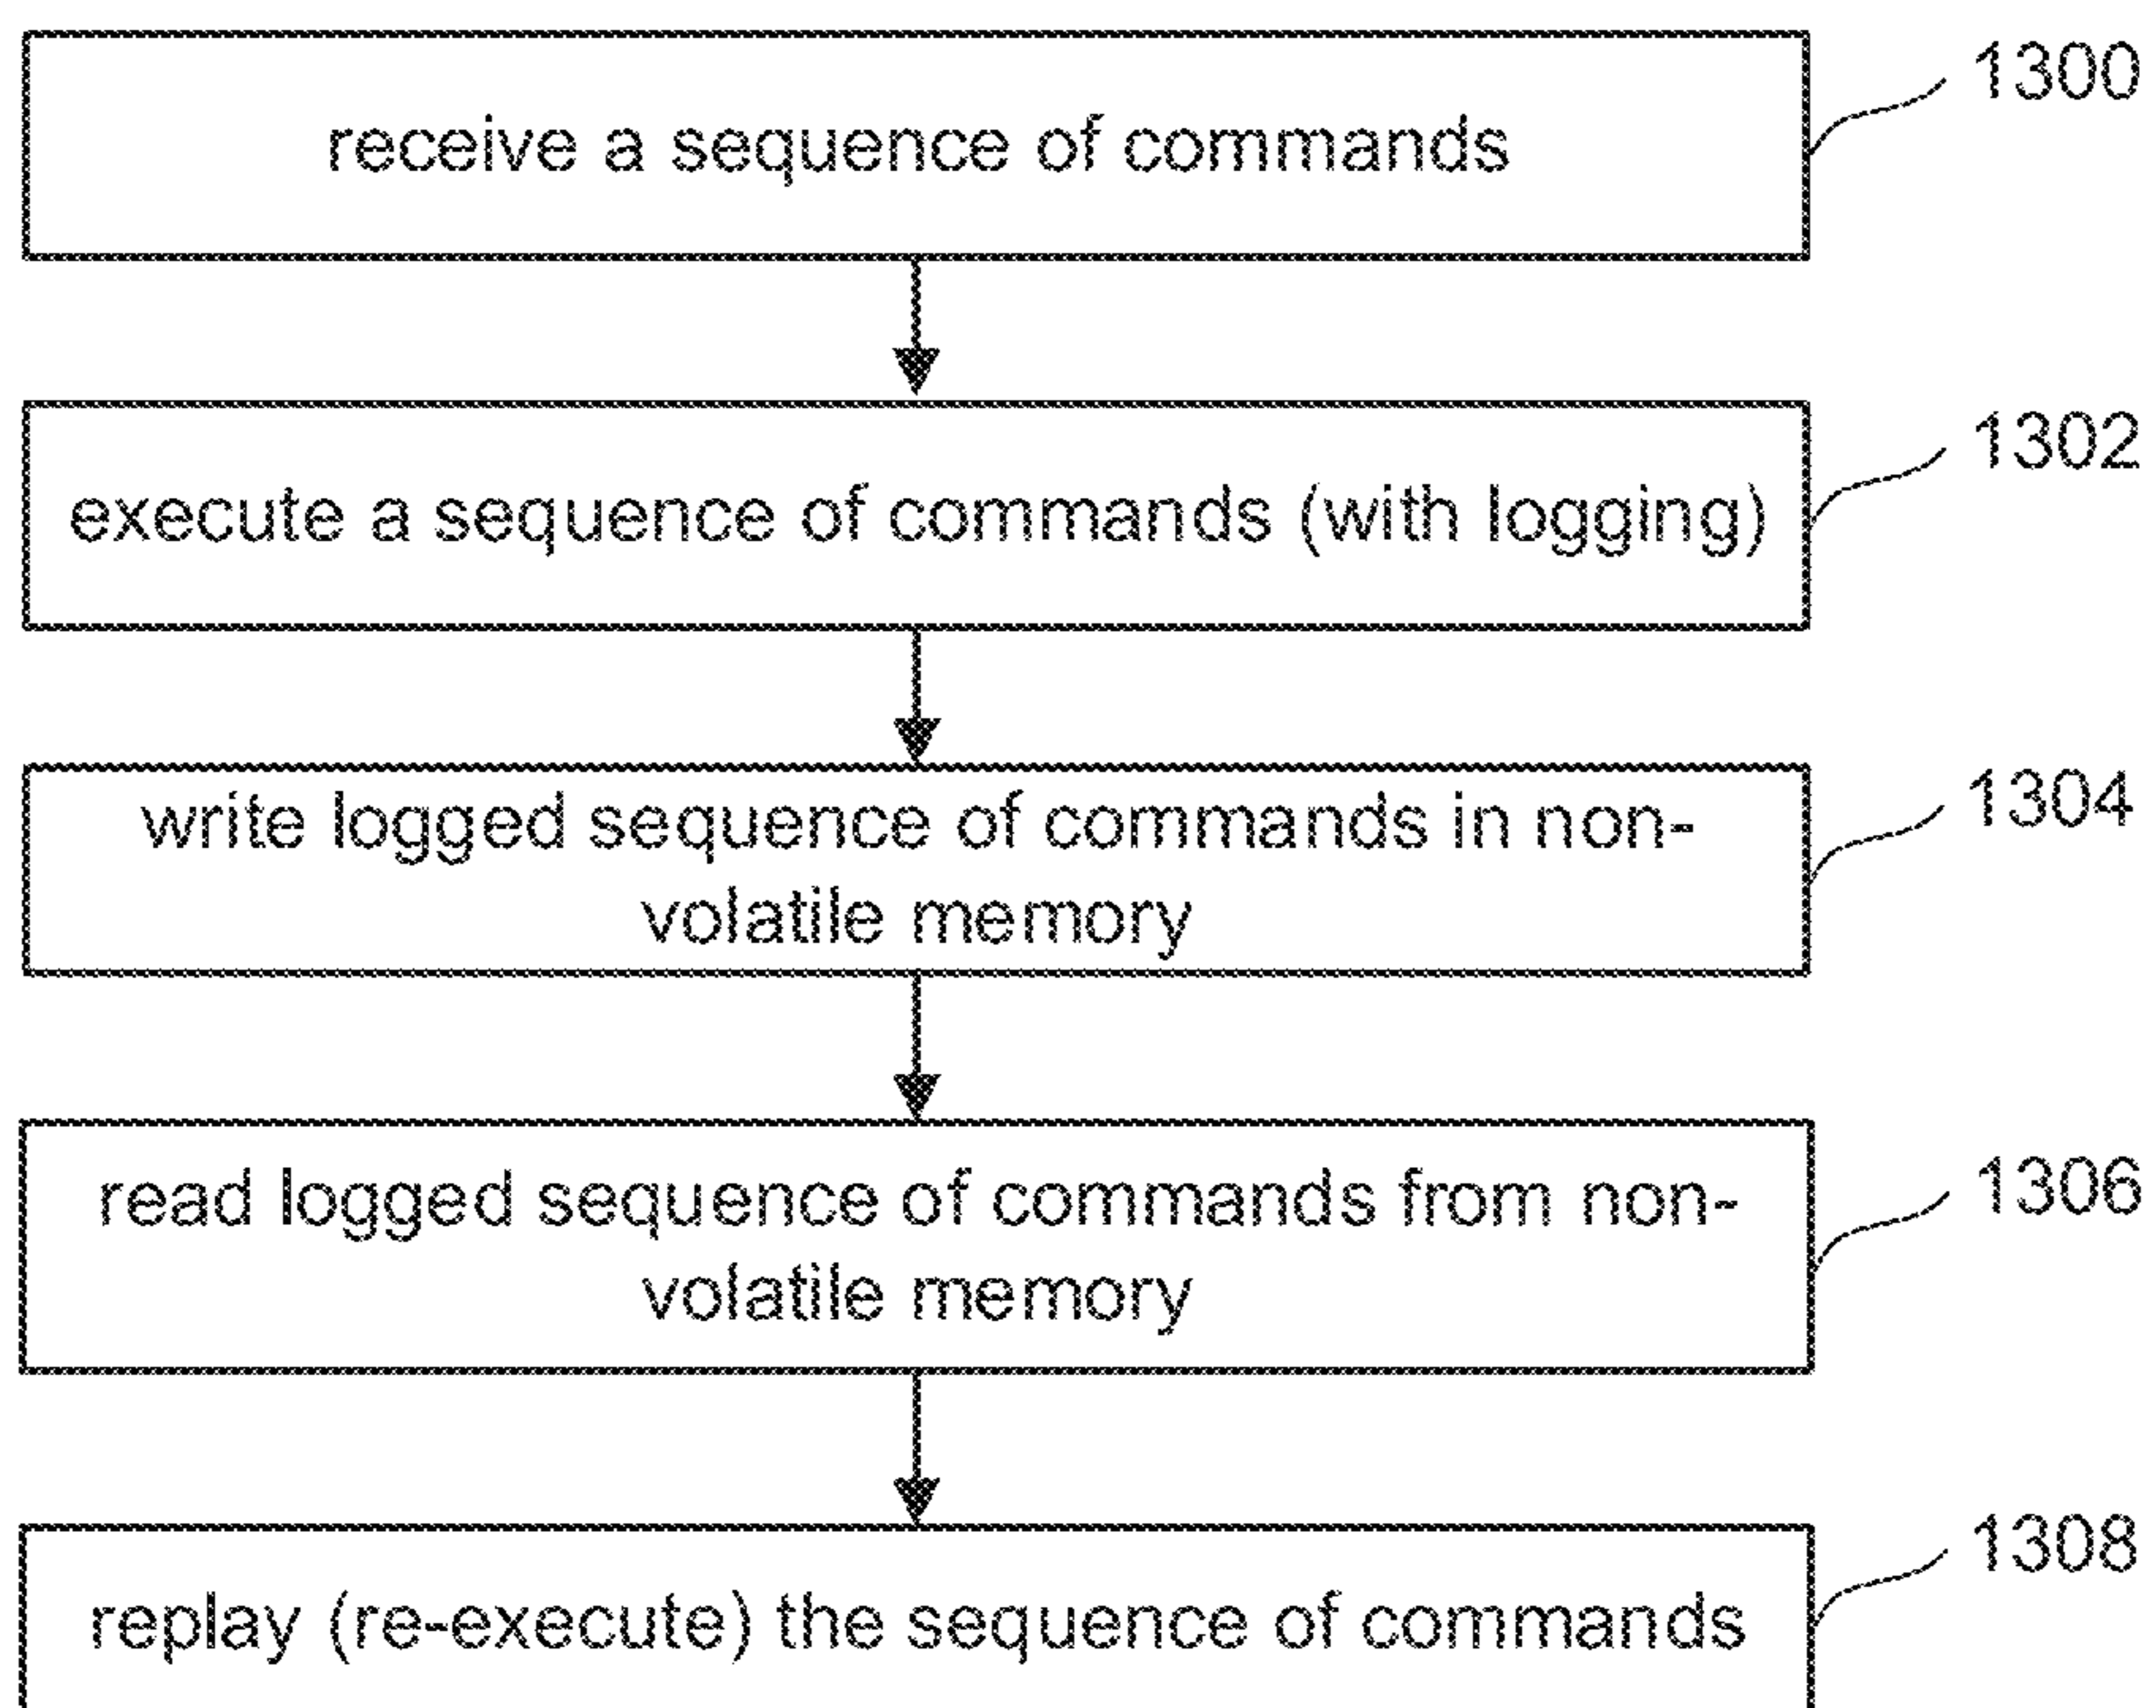 1300
receive a sequence of commands
1302
execute a sequence of commands (with logging)
1304
write logged sequence of commands in non-
volatile memory
1306
read logged sequence of commands from non-
volatile memory
1308
replay (re-execute) the sequence of commands